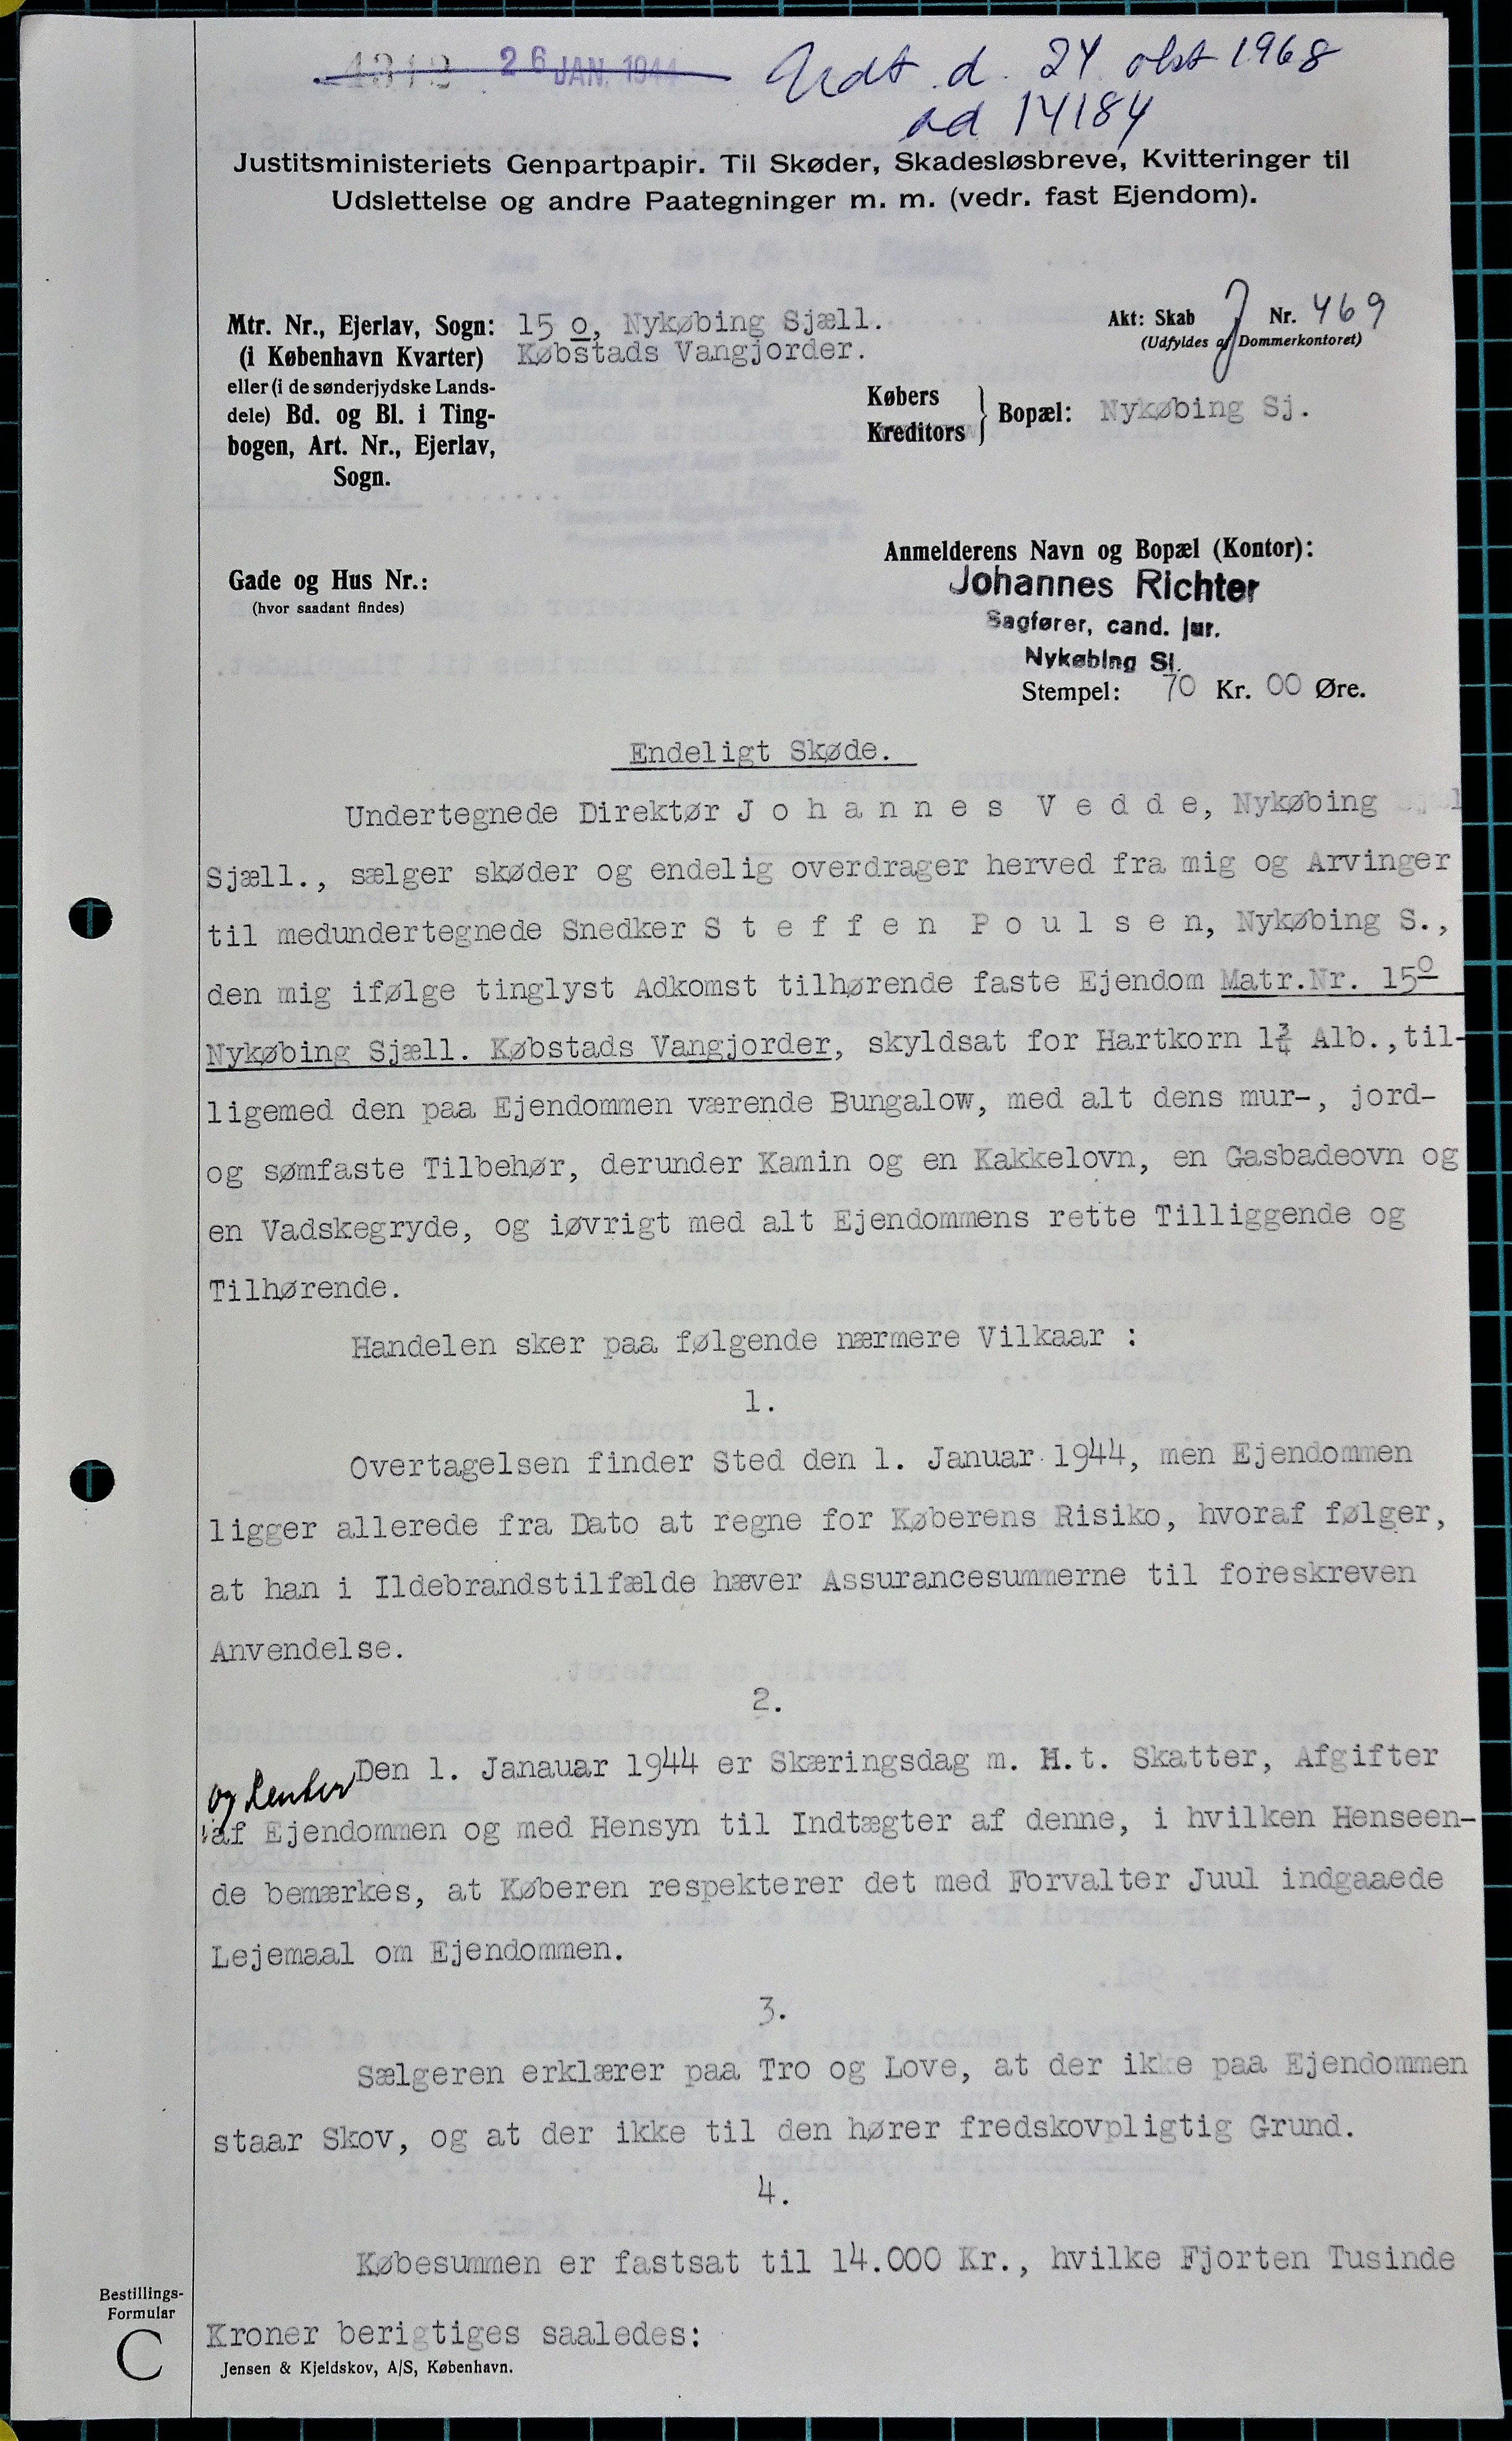 4312 26 JAN. 1944 Udt d. 24 okt 1968
ad 14184
Justitsministeriets Genpartpapir. Til Skøder, Skadesløsbreve, Kvitteringer til
Udslettelse og andre Paategninger m. m. (vedr. fast Ejendom).
Mtr. Nr., Ejerlav, Sogn: 15 o, Nykøbing Sjæll.
(i København Kvarter) Købstads Vangjorder.
eller (i de sønderjydske Lands-
dele) Bd. og Bl. i Ting-
bogen, Art. Nr., Ejerlav,
Sogn.
Akt: Skab J Nr. 469
(Udfyldes af Dommerkontoret)
Købers
Kreditors } Bopæl: Nykøbing Sj.
Gade og Hus Nr.:
(hvor saadant findes)
Anmelderens Navn og Bopæl (Kontor):
Johannes Richter
Sagfører, cand. jur.
Nykøbing Sj.
Stempel: 70 Kr. 00 Øre.
Endeligt Skøde.
Undertegnede Direktør J o h a n n e s V e d d e, Nykøbing
Sjæll., sælger skøder og endelig overdrager herved fra mig og Arvinger
til medundertegnede Snedker S t e f f e n P o u l s e n, Nykøbing S.,
den mig ifølge tinglyst Adkomst tilhørende faste Ejendom Matr.Nr. 15o
Nykøbing Sjæll. Købstads Vangjorder, skyldsat for Hartkorn 1¾ Alb., til-
ligemed den paa Ejendommen værende Bungalow, med alt dens mur-, jord-
og sømfaste Tilbehør, derunder Kamin og en Kakkelovn, en Gasbadeovn og
en Vadskegryde, og iøvrigt med alt Ejendommens rette Tilliggende og
Tilhørende.
Handelen sker paa følgende nærmere Vilkaar :
1.
Overtagelsen finder Sted den 1. Januar 1944, men Ejendommen
ligger allerede fra Dato at regne for Køberens Risiko, hvoraf følger,
at han i Ildebrandstilfælde hæver Assurancesummerne til foreskreven
Anvendelse.
2.
Den 1. Janauar 1944 er Skæringsdag m. H.t. Skatter, Afgifter
og Renter
af Ejendommen og med Hensyn til Indtægter af denne, i hvilken Henseen-
de bemærkes, at Køberen respekterer det med Forvalter Juul indgaaede
Lejemaal om Ejendommen.
3.
Sælgeren erklærer paa Tro og Love, at der ikke paa Ejendommen
staar Skov, og at der ikke til den hører fredskovpligtig Grund.
4.
Købesummen er fastsat til 14.000 Kr., hvilke Fjorten Tusinde
Kroner berigtiges saaledes:
Bestillings-
Formular
C
Jensen & Kjeldskov, A/S, København.